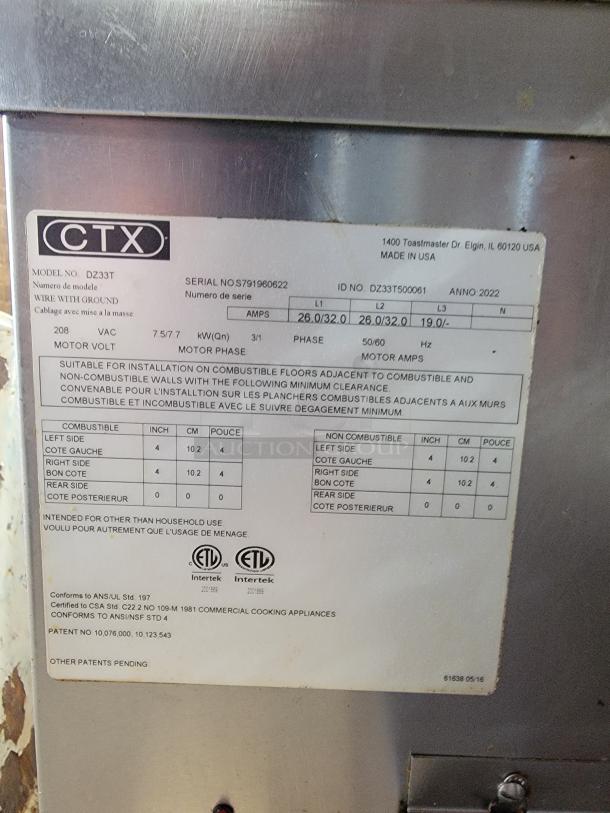 CTX
1400 Toastmaster Dr. Elgin, IL 60120 USA
MADE IN USA
MODEL NO. DZ33T
Numero de modele
SERIAL NO.S791960622
Numero de serie
ID NO. DZ33T500061
ANNO 2022
WIRE WITH GROUND
Cablage avec mise a la masse
L1 L2 L3 N
AMPS 26.0/32.0 26.0/32.0 19.0/-
208 VAC 7.5/7.7 kW(Qn) 3/1 PHASE 50/60 Hz
MOTOR VOLT MOTOR PHASE MOTOR AMPS
SUITABLE FOR INSTALLATION ON COMBUSTIBLE FLOORS ADJACENT TO COMBUSTIBLE AND
NON-COMBUSTIBLE WALLS WITH THE FOLLOWING MINIMUM CLEARANCE.
CONVENABLE POUR L'INSTALLTION SUR LES PLANCHERS COMBUSTIBLES ADJACENTS A AUX MURS
COMBUSTIBLE ET INCOMBUSTIBLE AVEC LE SUIVRE DEGAGEMENT MINIMUM
COMBUSTIBLE INCH CM POUCE
LEFT SIDE
COTE GAUCHE 4 10.2 4
RIGHT SIDE
BON COTE 4 10.2 4
REAR SIDE
COTE POSTERIERUR 0 0 0
NON COMBUSTIBLE INCH CM POUCE
LEFT SIDE
COTE GAUCHE 4 10.2 4
RIGHT SIDE
BON COTE 4 10.2 4
REAR SIDE
COTE POSTERIERUR 0 0 0
AUCTION GROUP
INTENDED FOR OTHER THAN HOUSEHOLD USE
VOULU POUR AUTREMENT QUE L'USAGE DE MENAGE.
C ETL US ETL
Intertek Intertek
Conforms to ANS/UL Std. 197
Certified to CSA Std. C22.2 NO 109-M 1981 COMMERCIAL COOKING APPLIANCES
CONFORMS TO ANSI/NSF STD 4
PATENT NO 10,076,000, 10,123,543
OTHER PATENTS PENDING
61638 05/16